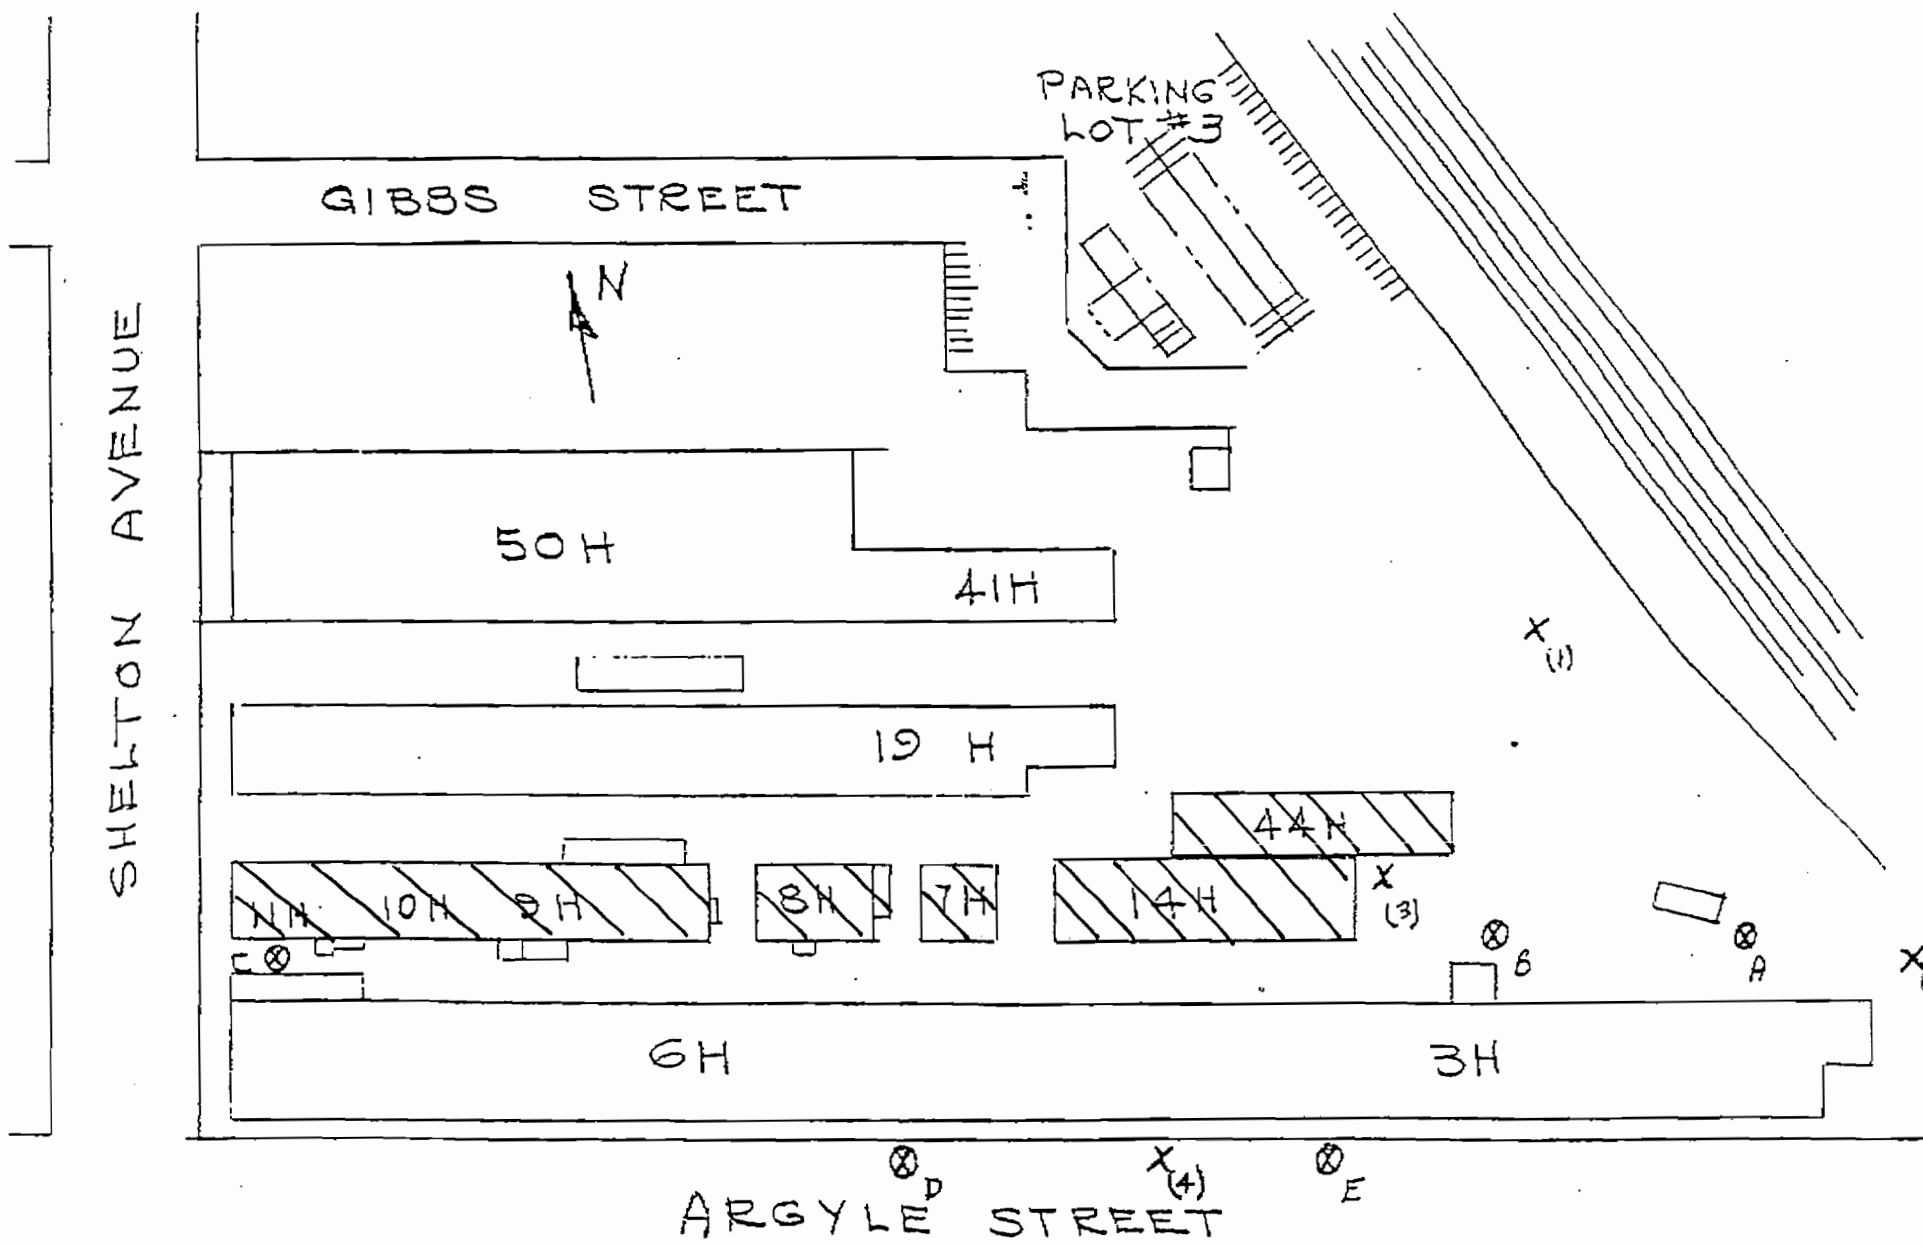 PARKING
LOT #3
GIBBS STREET
N
SHELTON AVENUE
50H
41H
X
(1)
19 H
44H
11H 10H 9H 8H 7H 14H
X
(3)
B
A
X
C
6H 3H
D
X
(4)
E
ARGYLE STREET